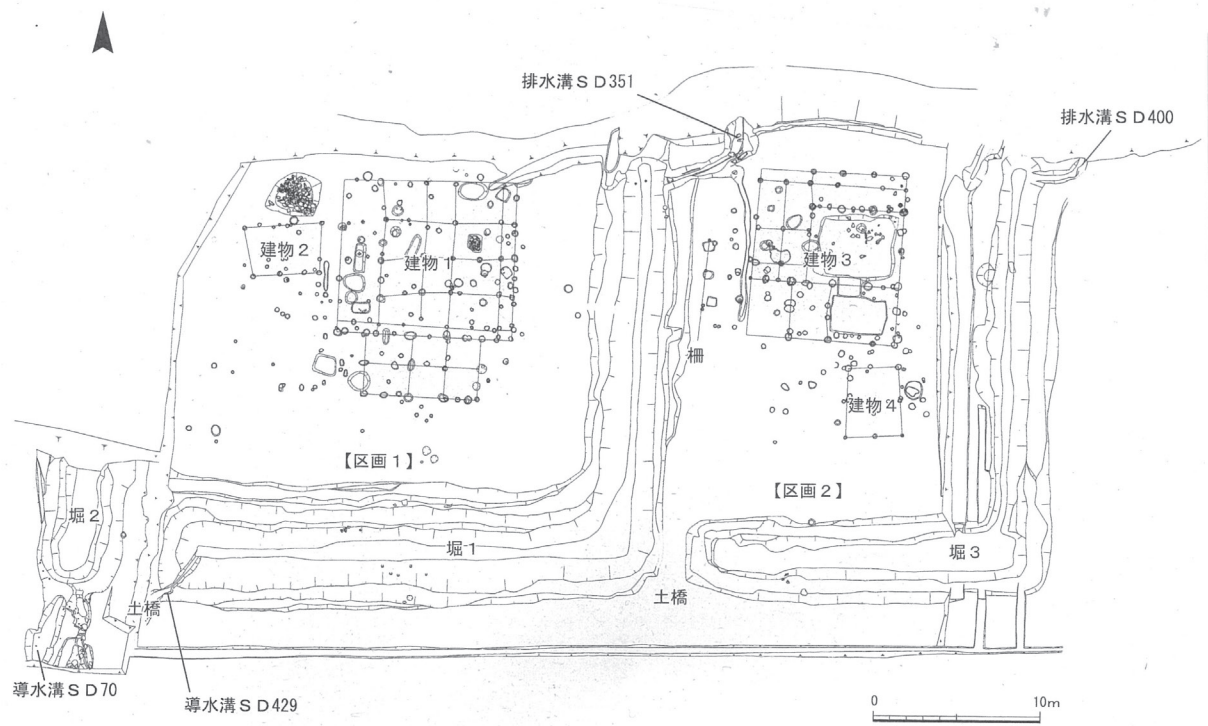 排水溝ＳＤ351
排水溝ＳＤ400
建物２
建物１
建物３
柵
建物４
【区画１】
【区画２】
堀２
堀１
堀３
土橋
土橋
導水溝ＳＤ70
導水溝ＳＤ429
0
10m